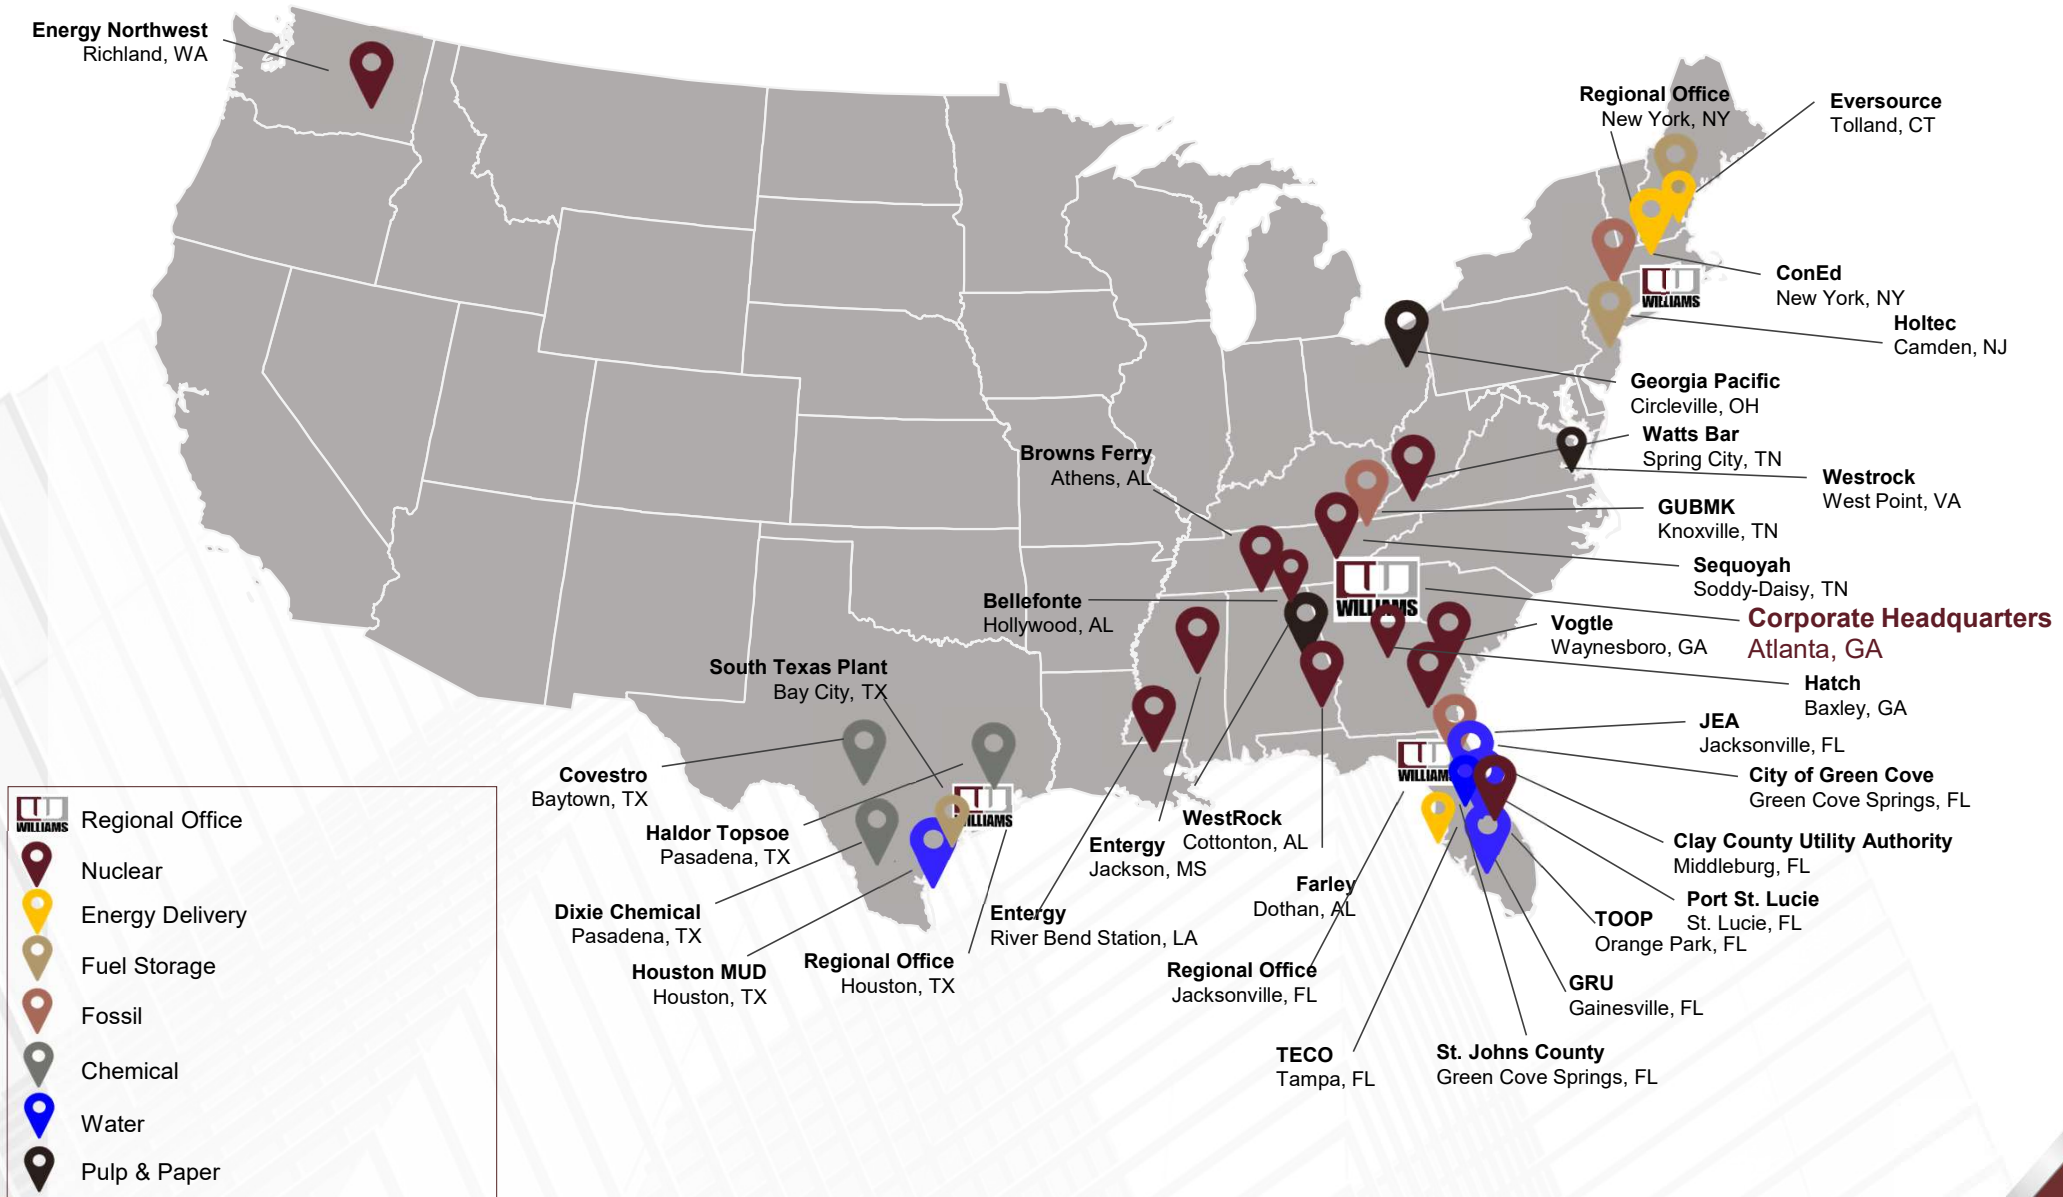 Energy Northwest
Richland, WA
Regional Office
New York, NY
Eversource
Tolland, CT
ConEd
New York, NY
WILLIAMS
Holtec
Camden, NJ
Georgia Pacific
Circleville, OH
Watts Bar
Spring City, TN
Browns Ferry
Athens, AL
Westrock
West Point, VA
GUBMK
Knoxville, TN
Sequoyah
Soddy-Daisy, TN
WILLIAMS
Corporate Headquarters
Atlanta, GA
Bellefonte
Hollywood, AL
Vogtle
Waynesboro, GA
South Texas Plant
Bay City, TX
Hatch
Baxley, GA
JEA
Jacksonville, FL
WILLIAMS
City of Green Cove
Green Cove Springs, FL
Covestro
Baytown, TX
WILLIAMS
Haldor Topsoe
Pasadena, TX
Entergy
Jackson, MS
WestRock
Cottonton, AL
Clay County Utility Authority
Middleburg, FL
Farley
Dothan, AL
Port St. Lucie
St. Lucie, FL
Dixie Chemical
Pasadena, TX
Entergy
River Bend Station, LA
TOOP
Orange Park, FL
Houston MUD
Houston, TX
Regional Office
Houston, TX
Regional Office
Jacksonville, FL
GRU
Gainesville, FL
TECO
Tampa, FL
St. Johns County
Green Cove Springs, FL
WILLIAMS
Regional Office
Nuclear
Energy Delivery
Fuel Storage
Fossil
Chemical
Water
Pulp & Paper